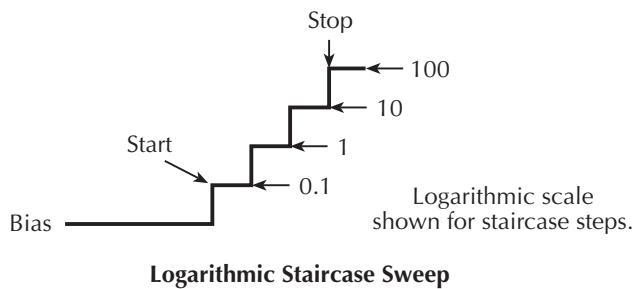 Stop
100
10
Start
1
0.1
Logarithmic scale
shown for staircase steps.
Bias
Logarithmic Staircase Sweep